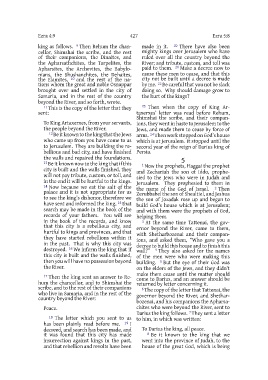 Ezra 4:9
427
Ezra 5:8
king as follows. 9 Then Rehum the chan-
cellor, Shimshai the scribe, and the rest
of their companions, the Dinaites, and
the Apharsathchites, the Tarpelites, the
Apharsites, the Archevites, the Babylo-
nians, the Shushanchites, the Dehaites,
the Elamites, 10 and the rest of the na-
tions whom the great and noble Osnappar
brought over and settled in the city of
Samaria, and in the rest of the country
beyond the River, and so forth, wrote.
11 This is the copy of the letter that they
sent:
To King Artaxerxes, from your servants,
the people beyond the River.
12 Be it known to the king that the Jews
who came up from you have come to us
to Jerusalem. They are building the re-
bellious and bad city, and have finished
the walls and repaired the foundations.
13 Be it known now to the king that if this
city is built and the walls finished, they
will not pay tribute, custom, or toll, and
in the end it will be hurtful to the kings.
14 Now because we eat the salt of the
palace and it is not appropriate for us
to see the king's dishonor, therefore we
have sent and informed the king, 15 that
search may be made in the book of the
records of your fathers. You will see
in the book of the records, and know
that this city is a rebellious city, and
hurtful to kings and provinces, and that
they have started rebellions within it
in the past. That is why this city was
destroyed. 16 We inform the king that if
this city is built and the walls finished,
then you will have no possession beyond
the River.
17 Then the king sent an answer to Re-
hum the chancellor, and to Shimshai the
scribe, and to the rest of their companions
who live in Samaria, and in the rest of the
country beyond the River:
Peace.
18 The letter which you sent to us
has been plainly read before me. 19 I
decreed, and search has been made, and
it was found that this city has made
insurrection against kings in the past,
and that rebellion and revolts have been
made in it. 20 There have also been
mighty kings over Jerusalem who have
ruled over all the country beyond the
River; and tribute, custom, and toll was
paid to them. 21 Make a decree now to
cause these men to cease, and that this
city not be built until a decree is made
by me. 22 Be careful that you not be slack
doing so. Why should damage grow to
the hurt of the kings?
23 Then when the copy of King Ar-
taxerxes' letter was read before Rehum,
Shimshai the scribe, and their compan-
ions, they went in haste to Jerusalem to the
Jews, and made them to cease by force of
arms. 24 Then work stopped on God's house
which is at Jerusalem. It stopped until the
second year of the reign of Darius king of
Persia.
5
1 Now the prophets, Haggai the prophet
and Zechariah the son of Iddo, prophe-
sied to the Jews who were in Judah and
Jerusalem. They prophesied to them in
the name of the God of Israel. 2 Then
Zerubbabel the son of Shealtiel, and Jeshua
the son of Jozadak rose up and began to
build God's house which is at Jerusalem;
and with them were the prophets of God,
helping them.
3 At the same time Tattenai, the gov-
ernor beyond the River, came to them,
with Shetharbozenai and their compan-
ions, and asked them, "Who gave you a
decree to build this house and to finish this
wall?" 4 They also asked for the names
of the men who were making this
building. 5 But the eye of their God was
on the elders of the Jews, and they didn't
make them cease until the matter should
come to Darius, and an answer should be
returned by letter concerning it.
6 The copy of the letter that Tattenai, the
governor beyond the River, and Shethar-
bozenai, and his companions the Apharsa-
chites who were beyond the River, sent to
Darius the king follows. 7 They sent a letter
to him, in which was written:
To Darius the king, all peace.
8 Be it known to the king that we
went into the province of Judah, to the
house of the great God, which is being